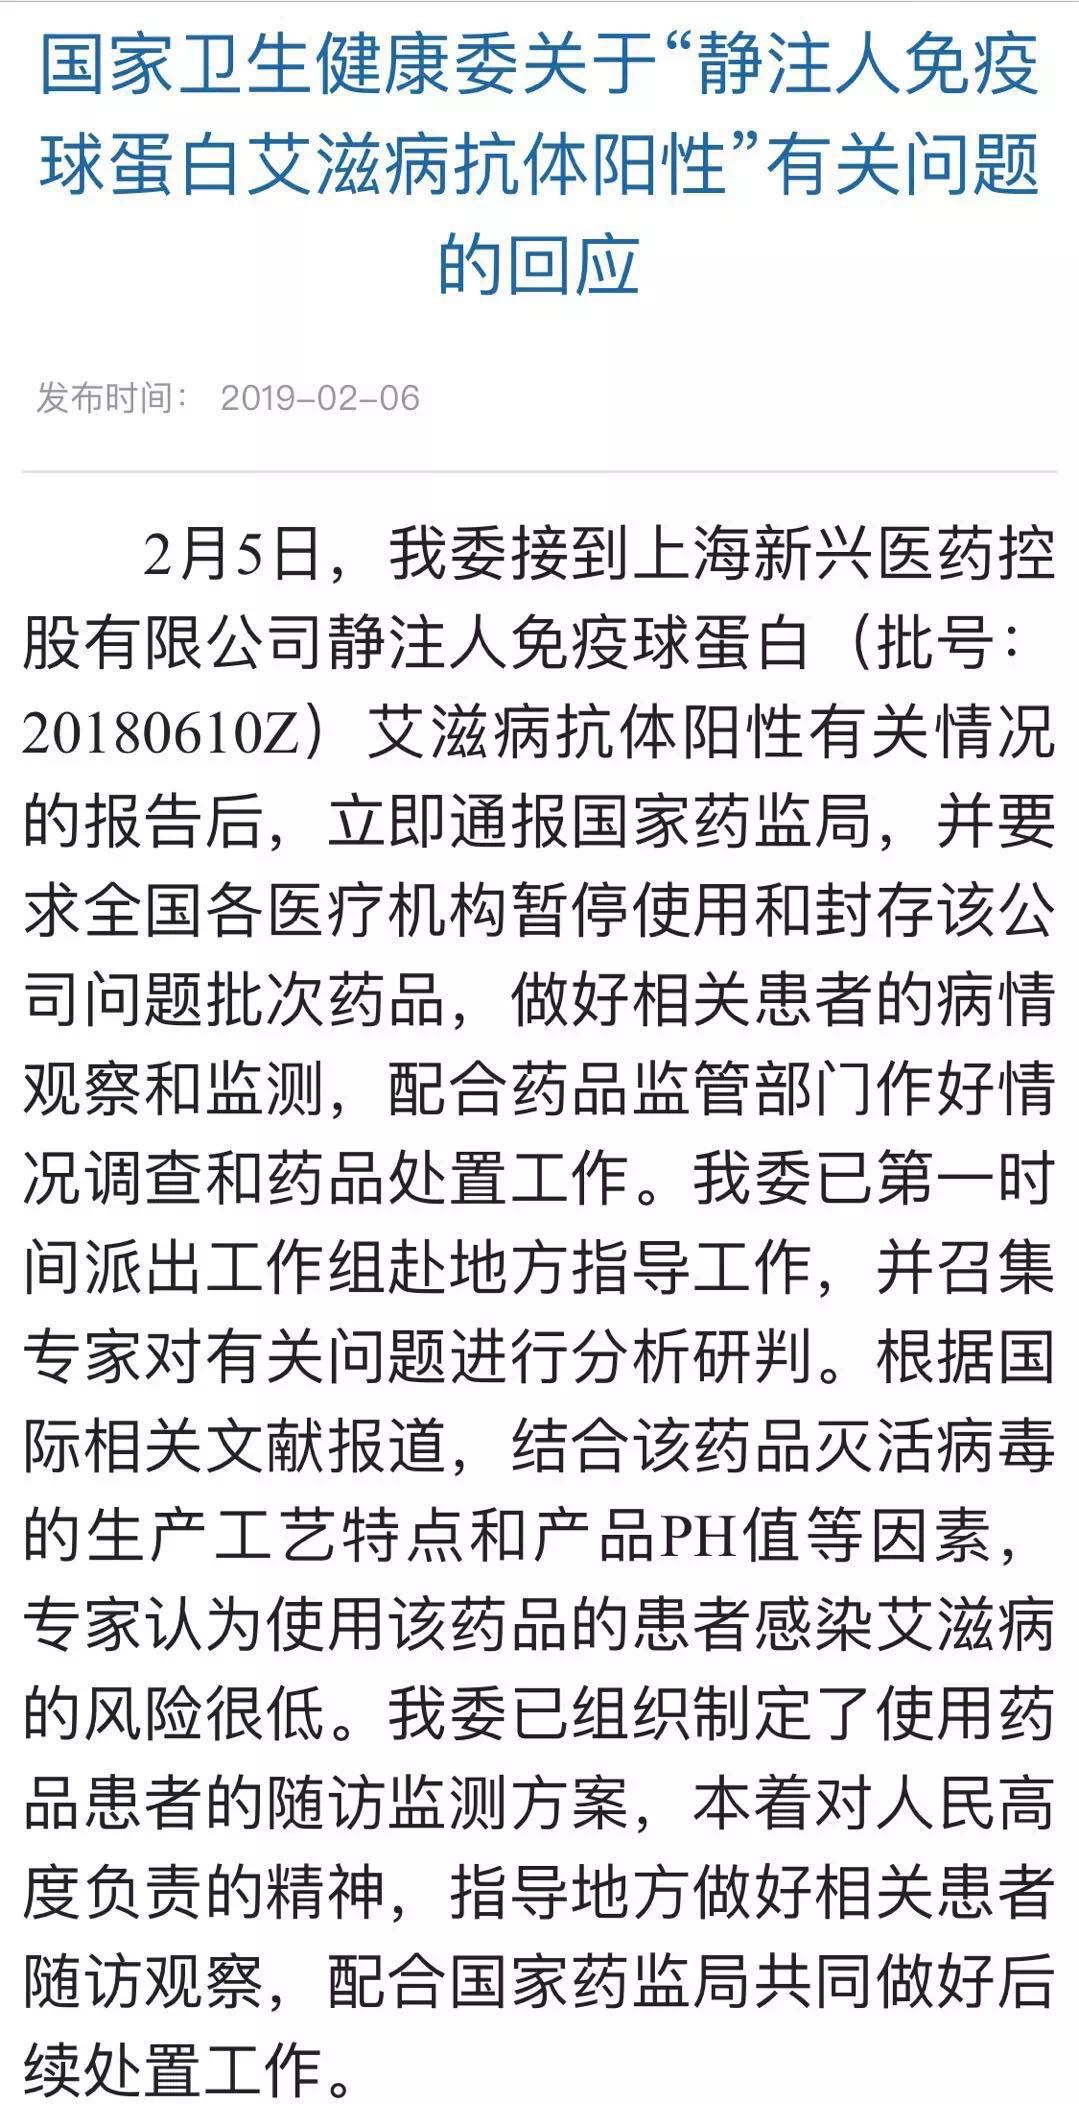 国家卫生健康委关于“静注人免疫
球蛋白艾滋病抗体阳性”有关问题
的回应
发布时间： 2019-02-06
2月5日，我委接到上海新兴医药控
股有限公司静注人免疫球蛋白（批号：
20180610Z）艾滋病抗体阳性有关情况
的报告后，立即通报国家药监局，并要
求全国各医疗机构暂停使用和封存该公
司问题批次药品，做好相关患者的病情
观察和监测，配合药品监管部门作好情
况调查和药品处置工作。我委已第一时
间派出工作组赴地方指导工作，并召集
专家对有关问题进行分析研判。根据国
际相关文献报道，结合该药品灭活病毒
的生产工艺特点和产品PH值等因素，
专家认为使用该药品的患者感染艾滋病
的风险很低。我委已组织制定了使用药
品患者的随访监测方案，本着对人民高
度负责的精神，指导地方做好相关患者
随访观察，配合国家药监局共同做好后
续处置工作。